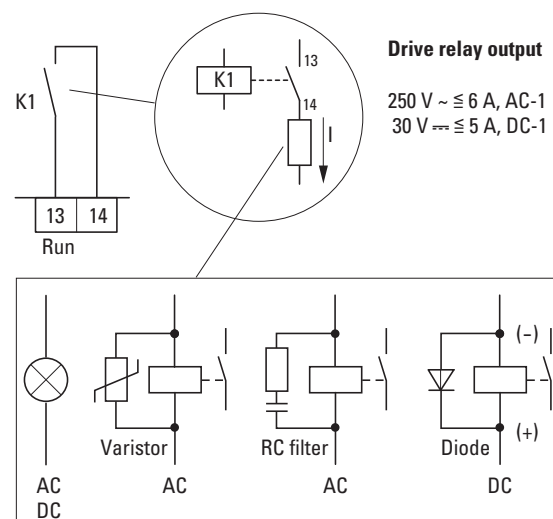 Drive relay output
250 V ~ ≦ 6 A, AC-1
30 V ⎓ ≦ 5 A, DC-1
K1
13 14
Run
K1
13
14
I
Varistor
RC filter
Diode
(–)
(+)
AC
DC
AC
AC
DC